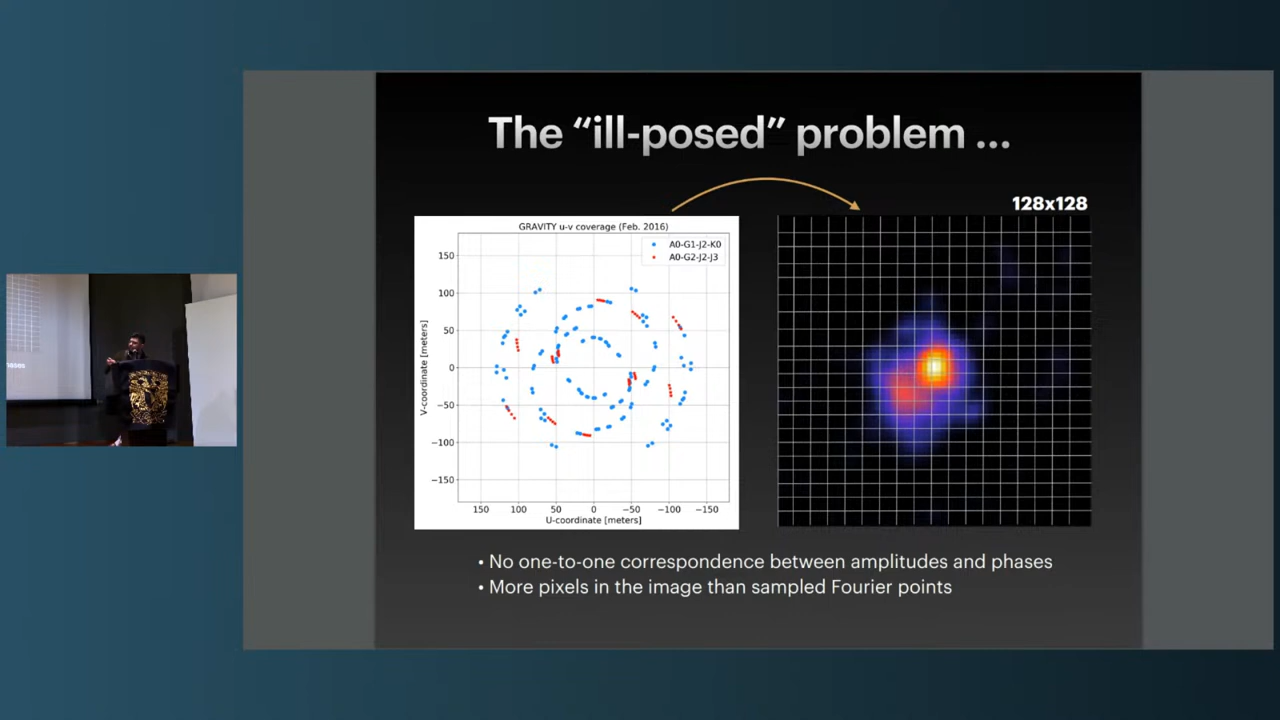 The “ill-posed” problem ...
128x128
GRAVITY u-v coverage (Feb. 2016)
A0-G1-J2-K0
A0-G2-J2-J3
150
100
50
0
−50
−100
−150
V-coordinate [meters]
150
100
50
0
−50
−100
−150
U-coordinate [meters]
• No one-to-one correspondence between amplitudes and phases
• More pixels in the image than sampled Fourier points